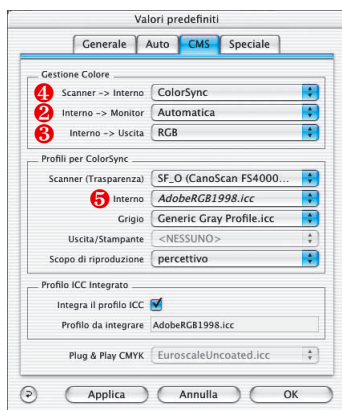 Valori predefiniti
Generale Auto CMS Speciale
Gestione Colore
4 Scanner -> Interno ColorSync
2 Interno -> Monitor Automatica
3 Interno -> Uscita RGB
Profili per ColorSync
Scanner (Trasparenza) SF_O (CanoScan FS4000...
5 Interno AdobeRGB1998.icc
Grigio Generic Gray Profile.icc
Uscita/Stampante <NESSUNO>
Scopo di riproduzione percettivo
Profilo ICC Integrato
Integra il profilo ICC
Profilo da integrare AdobeRGB1998.icc
Plug & Play CMYK EuroscaleUncoated.icc
? Applica Annulla OK